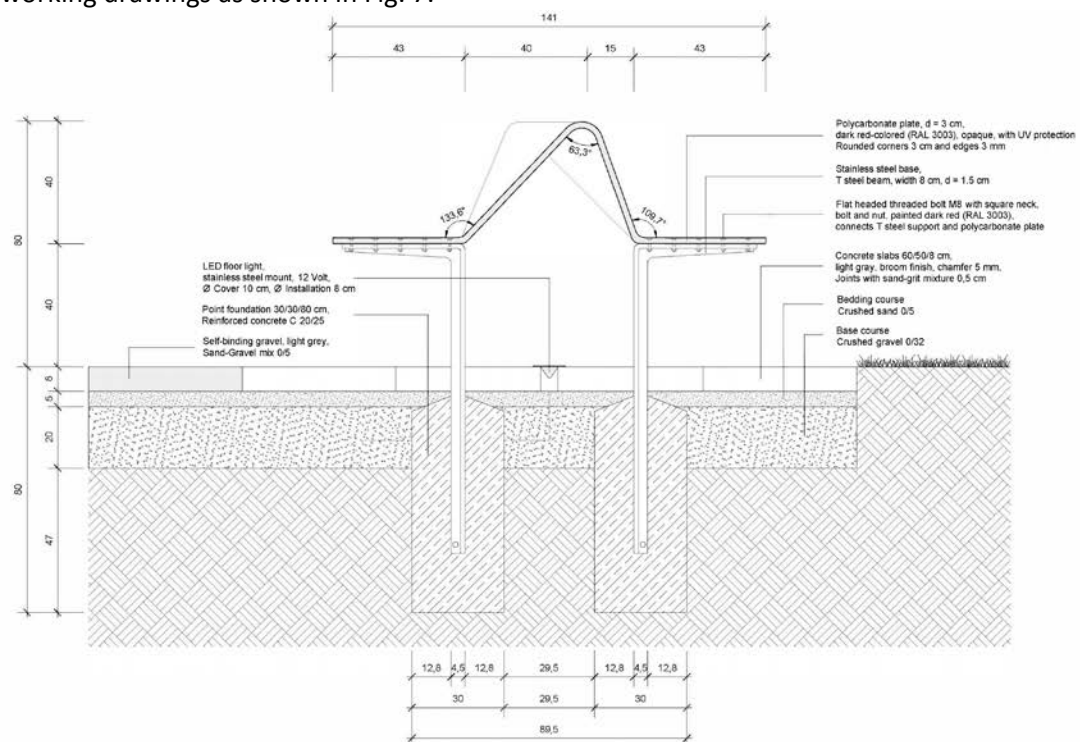 working drawings as shown in Fig. 7.
141
43
40
15
43
63,3°
133,6°
109,7°
Polycarbonate plate, d = 3 cm,
dark red-colored (RAL 3003), opaque, with UV protection
Rounded corners 3 cm and edges 3 mm
Stainless steel base,
T steel beam, width 8 cm, d = 1.5 cm
Flat headed threaded bolt M8 with square neck,
bolt and nut, painted dark red (RAL 3003),
connects T steel support and polycarbonate plate
Concrete slabs 60/50/8 cm,
light gray, broom finish, chamfer 5 mm,
Joints with sand-grit mixture 0,5 cm
Bedding course
Crushed sand 0/5
Base course
Crushed gravel 0/32
LED floor light,
stainless steel mount, 12 Volt,
Ø Cover 10 cm, Ø Installation 8 cm
Point foundation 30/30/80 cm,
Reinforced concrete C 20/25
Self-binding gravel, light grey,
Sand-Gravel mix 0/5
80
40
40
80
5
20
47
12,8
4,5
12,8
29,5
12,8
4,5
12,8
30
29,5
30
89,5